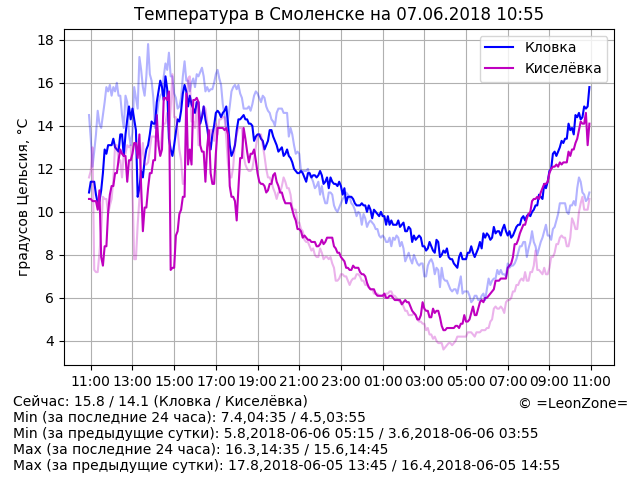 Температура в Смоленске на 07.06.2018 10:55
градусов Цельсия, °C
18
16
14
12
10
8
6
4
Кловка
Киселёвка
11:00 13:00 15:00 17:00 19:00 21:00 23:00 01:00 03:00 05:00 07:00 09:00 11:00
Сейчас: 15.8 / 14.1 (Кловка / Киселёвка)
© =LeonZone=
Min (за последние 24 часа): 7.4,04:35 / 4.5,03:55
Min (за предыдущие сутки): 5.8,2018-06-06 05:15 / 3.6,2018-06-06 03:55
Max (за последние 24 часа): 16.3,14:35 / 15.6,14:45
Max (за предыдущие сутки): 17.8,2018-06-05 13:45 / 16.4,2018-06-05 14:55